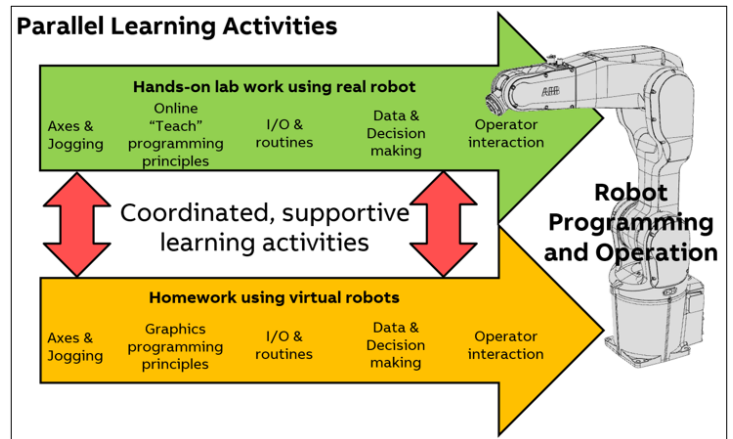 Parallel Learning Activities
Hands-on lab work using real robot
Axes &
Jogging
Online
“Teach”
programming
principles
I/O &
routines
Data &
Decision
making
Operator
interaction
ABB
Coordinated, supportive
learning activities
Robot
Programming
and Operation
Homework using virtual robots
Axes &
Jogging
Graphics
programming
principles
I/O &
routines
Data &
Decision
making
Operator
interaction